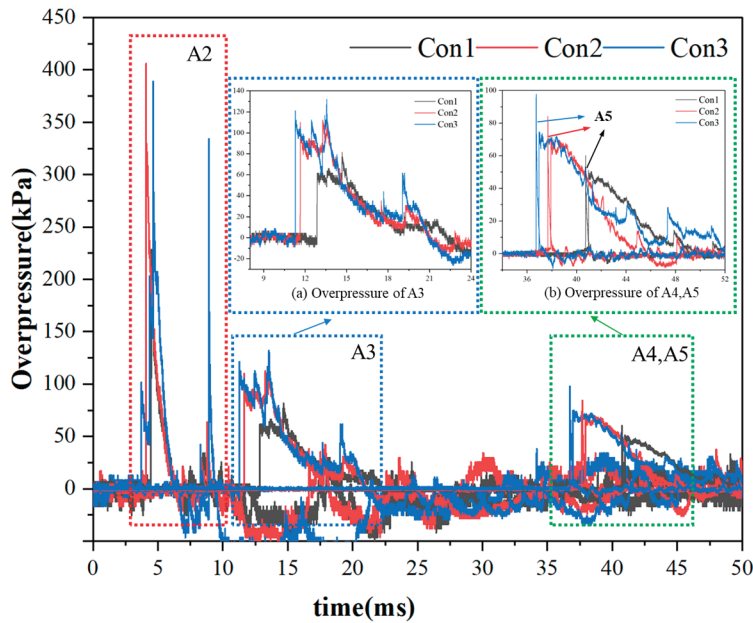 450
400
350
300
250
200
150
100
50
0
Overpressure(kPa)
A2
Con1
Con2
Con3
140
120
100
80
60
40
20
0
-20
Con1
Con2
Con3
9
12
15
18
21
24
(a) Overpressure of A3
100
80
60
40
20
0
A5
Con1
Con2
Con3
36
40
44
48
52
(b) Overpressure of A4,A5
A3
A4,A5
0
5
10
15
20
25
30
35
40
45
50
time(ms)